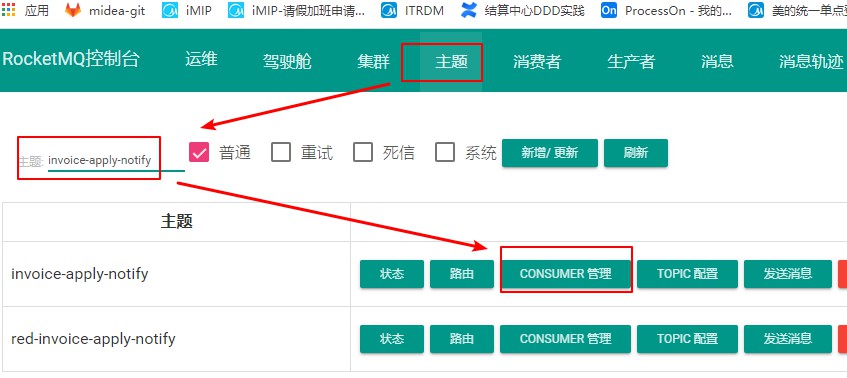 应用 midea-git iMIP iMIP-请假加班申请... ITRDM 结算中心DDD实践 ProcessOn - 我的... 美的统一单点登
RocketMQ控制台 运维 驾驶舱 集群 主题 消费者 生产者 消息 消息轨迹
主题: invoice-apply-notify 普通 重试 死信 系统 新增/ 更新 刷新
主题
invoice-apply-notify 状态 路由 CONSUMER 管理 TOPIC 配置 发送消息
red-invoice-apply-notify 状态 路由 CONSUMER 管理 TOPIC 配置 发送消息